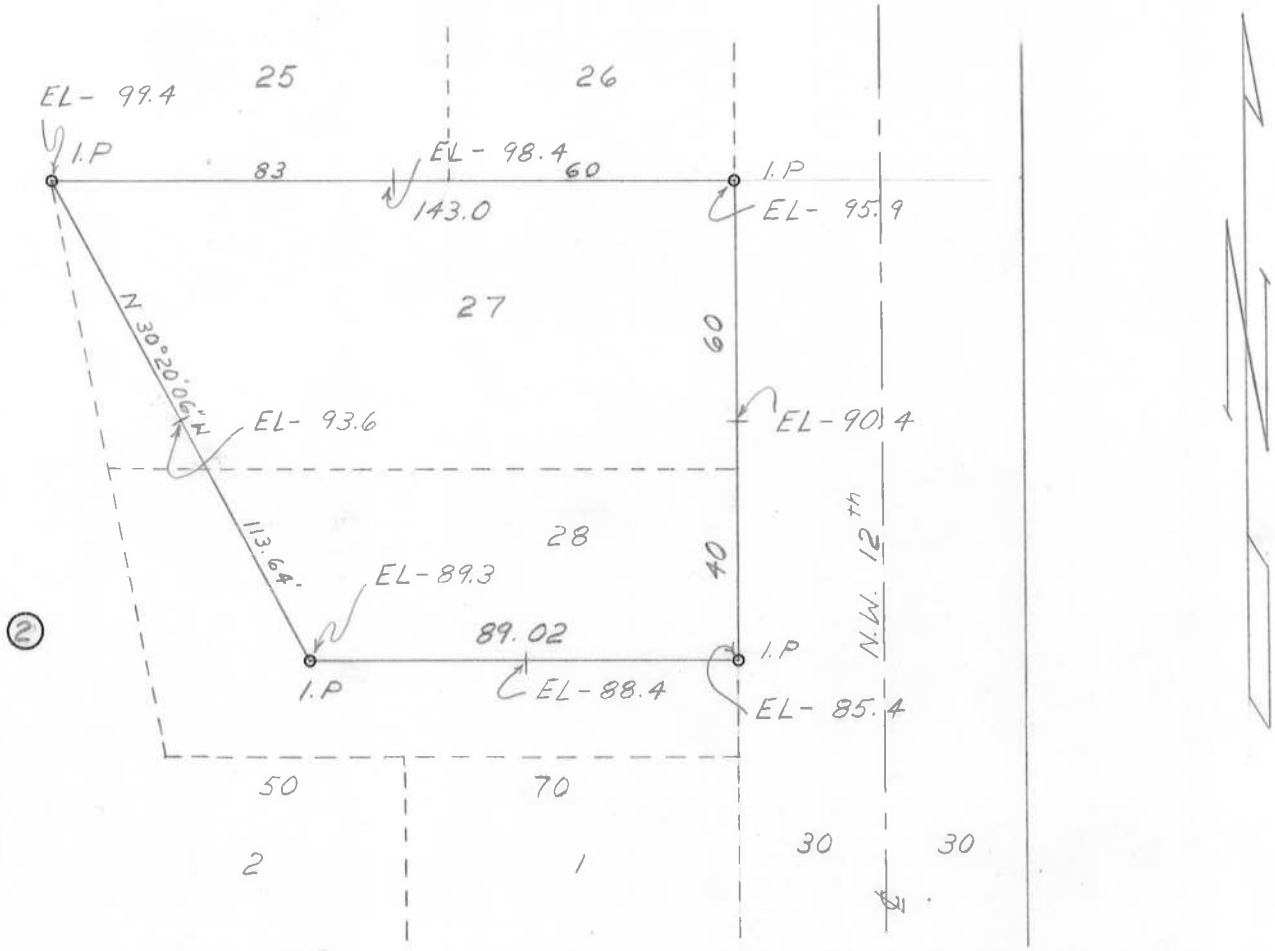 25
26
EL- 99.4
I.P
83
EL- 98.4
60
I.P
143.0
EL- 95.9
27
60
N 30°20'06" W
EL- 93.6
EL- 90.4
28
113.64
40
N.W. 12th
EL- 89.3
2
89.02
I.P
I.P
EL- 88.4
EL- 85.4
50
70
30
30
2
1
℄
N